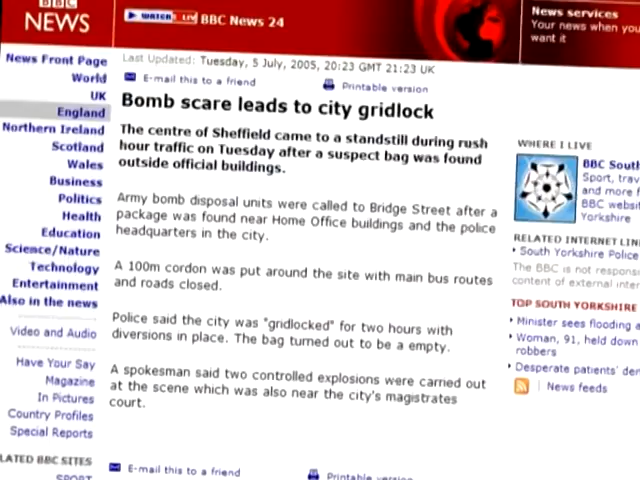 BBC
NEWS
WATCH LIVE BBC News 24
News services
Your news when you
want it
Last Updated: Tuesday, 5 July, 2005, 20:23 GMT 21:23 UK
E-mail this to a friend
Printable version
News Front Page
World
UK
England
Northern Ireland
Scotland
Wales
Business
Politics
Health
Education
Science/Nature
Technology
Entertainment
Also in the news
Video and Audio
Have Your Say
Magazine
In Pictures
Country Profiles
Special Reports
LATED BBC SITES
SPORT
Bomb scare leads to city gridlock
The centre of Sheffield came to a standstill during rush
hour traffic on Tuesday after a suspect bag was found
outside official buildings.
Army bomb disposal units were called to Bridge Street after a
package was found near Home Office buildings and the police
headquarters in the city.
A 100m cordon was put around the site with main bus routes
and roads closed.
Police said the city was "gridlocked" for two hours with
diversions in place. The bag turned out to be a empty.
A spokesman said two controlled explosions were carried out
at the scene which was also near the city's magistrates
court.
E-mail this to a friend
Printable version
WHERE I LIVE
BBC Sout
Sport, trav
and more f
BBC websit
Yorkshire
RELATED INTERNET LIN
South Yorkshire Police
The BBC is not respons
content of external inter
TOP SOUTH YORKSHIRE
Minister sees flooding a
Woman, 91, held down
robbers
Desperate patients' den
News feeds